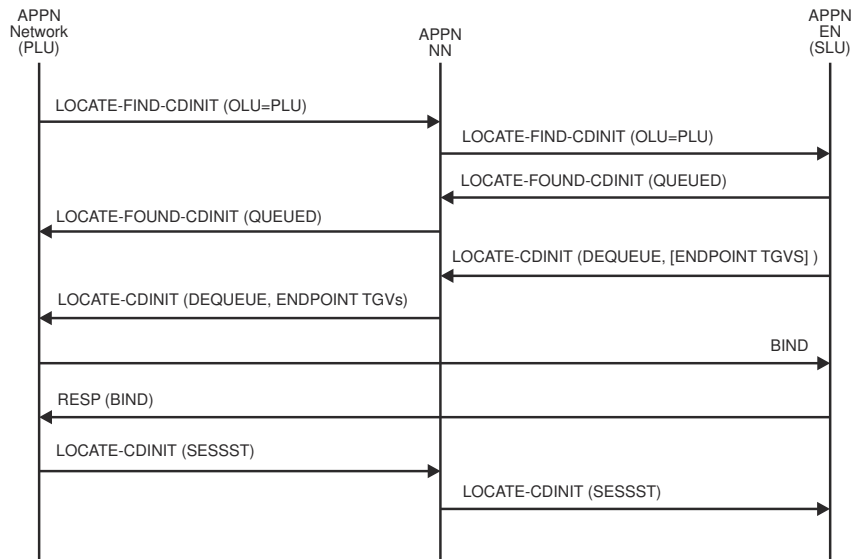 APPN
Network
(PLU)
APPN
NN
APPN
EN
(SLU)
LOCATE-FIND-CDINIT (OLU=PLU)
LOCATE-FIND-CDINIT (OLU=PLU)
LOCATE-FOUND-CDINIT (QUEUED)
LOCATE-FOUND-CDINIT (QUEUED)
LOCATE-CDINIT (DEQUEUE, [ENDPOINT TGVS] )
LOCATE-CDINIT (DEQUEUE, ENDPOINT TGVs)
BIND
RESP (BIND)
LOCATE-CDINIT (SESSST)
LOCATE-CDINIT (SESSST)